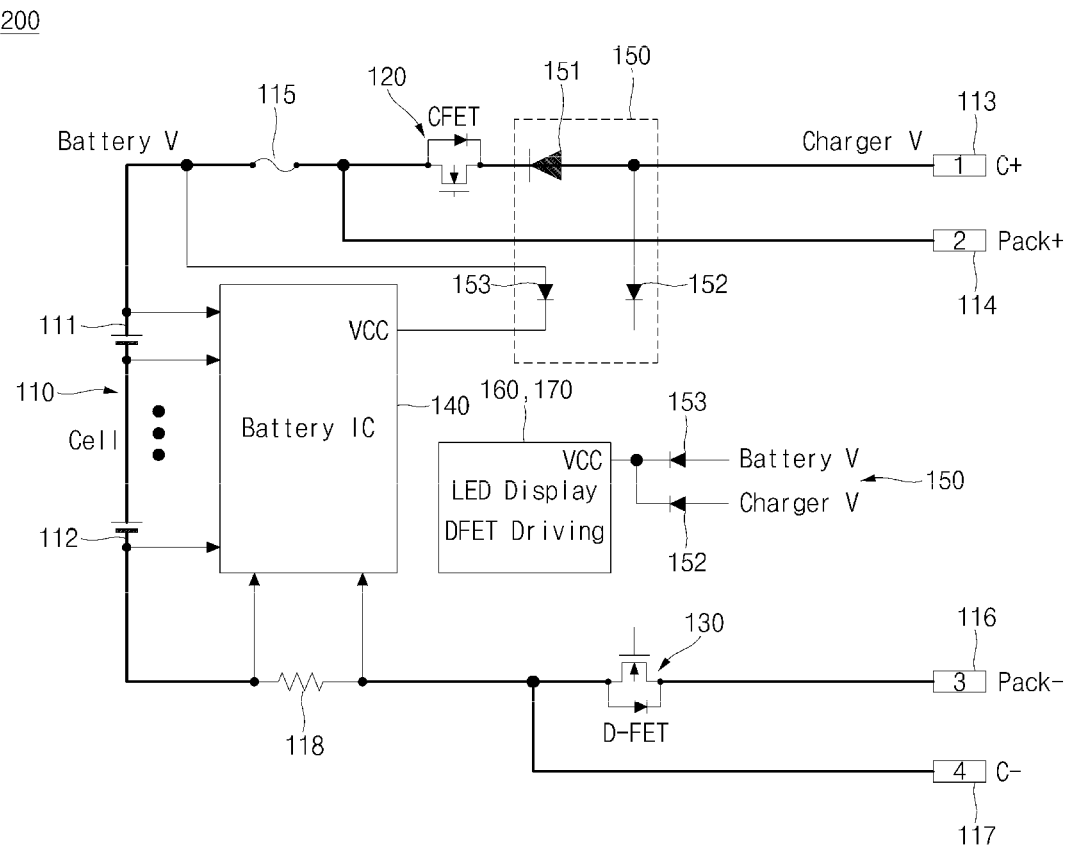 200
150
120
151
115
113
CFET
Battery V
Charger V
1 C+
2 Pack+
153
152
114
111
VCC
160, 170
110
140
153
Battery IC
Cell
VCC
Battery V
LED Display
150
Charger V
DFET Driving
112
152
130
116
3 Pack-
118
D-FET
4 C-
117